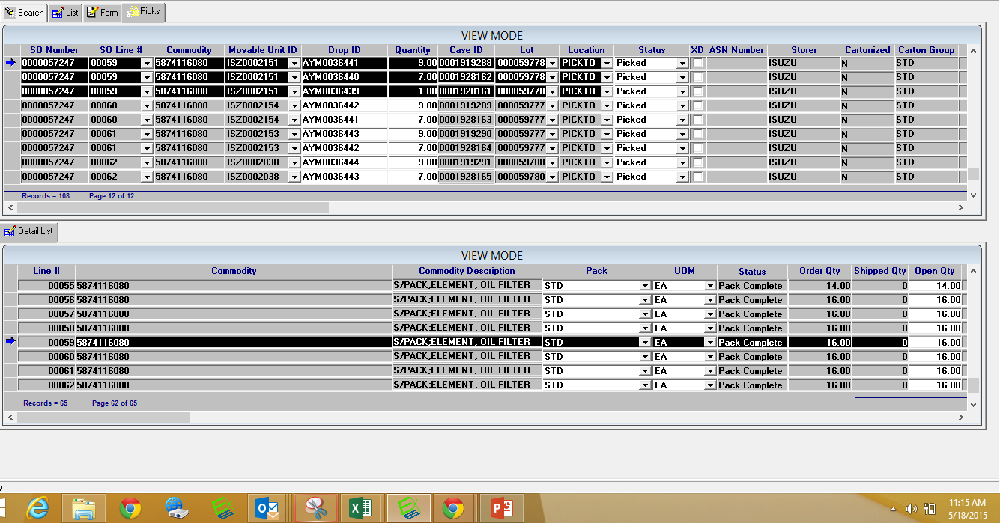 Search List Form Picks
VIEW MODE
SO Number SO Line # Commodity Movable Unit ID Drop ID Quantity Case ID Lot Location Status XD ASN Number Storer Cartonized Carton Group
0000057247 00059 5874116080 ISZ0002151 AYM0036441 9.00 0001919288 000059778 PICKTO Picked ISUZU N STD
0000057247 00059 5874116080 ISZ0002151 AYM0036440 7.00 0001928162 000059778 PICKTO Picked ISUZU N STD
0000057247 00059 5874116080 ISZ0002151 AYM0036439 1.00 0001928161 000059778 PICKTO Picked ISUZU N STD
0000057247 00060 5874116080 ISZ0002154 AYM0036442 9.00 0001919289 000059777 PICKTO Picked ISUZU N STD
0000057247 00060 5874116080 ISZ0002154 AYM0036441 7.00 0001928163 000059777 PICKTO Picked ISUZU N STD
0000057247 00061 5874116080 ISZ0002153 AYM0036443 9.00 0001919290 000059777 PICKTO Picked ISUZU N STD
0000057247 00061 5874116080 ISZ0002153 AYM0036442 7.00 0001928164 000059777 PICKTO Picked ISUZU N STD
0000057247 00062 5874116080 ISZ0002038 AYM0036444 9.00 0001919291 000059780 PICKTO Picked ISUZU N STD
0000057247 00062 5874116080 ISZ0002038 AYM0036443 7.00 0001928165 000059780 PICKTO Picked ISUZU N STD
Records = 108 Page 12 of 12
Detail List
VIEW MODE
Line # Commodity Commodity Description Pack UOM Status Order Qty Shipped Qty Open Qty
00055 5874116080 S/PACK;ELEMENT, OIL FILTER STD EA Pack Complete 14.00 0 14.00
00056 5874116080 S/PACK;ELEMENT, OIL FILTER STD EA Pack Complete 16.00 0 16.00
00057 5874116080 S/PACK;ELEMENT, OIL FILTER STD EA Pack Complete 16.00 0 16.00
00058 5874116080 S/PACK;ELEMENT, OIL FILTER STD EA Pack Complete 16.00 0 16.00
00059 5874116080 S/PACK;ELEMENT, OIL FILTER STD EA Pack Complete 16.00 0 16.00
00060 5874116080 S/PACK;ELEMENT, OIL FILTER STD EA Pack Complete 16.00 0 16.00
00061 5874116080 S/PACK;ELEMENT, OIL FILTER STD EA Pack Complete 16.00 0 16.00
00062 5874116080 S/PACK;ELEMENT, OIL FILTER STD EA Pack Complete 16.00 0 16.00
Records = 65 Page 62 of 65
11:15 AM
5/18/2015